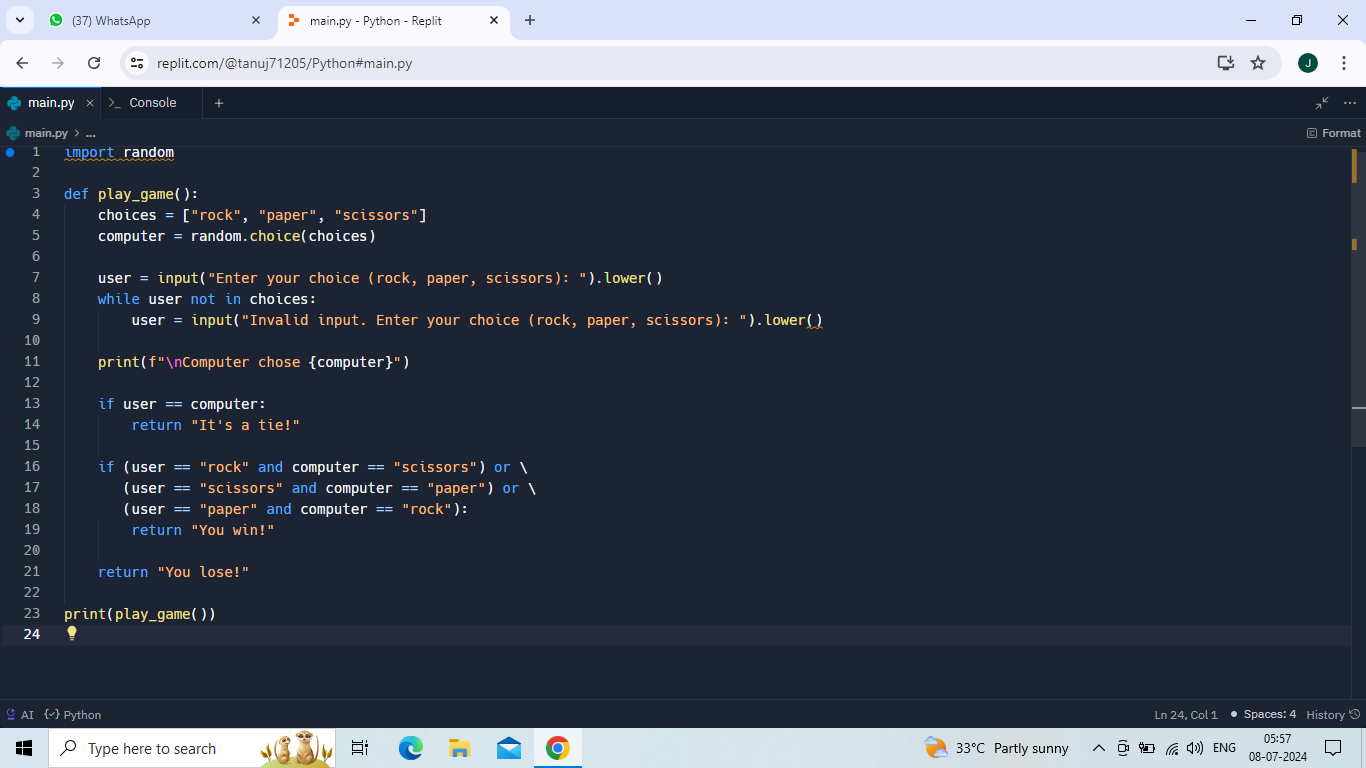 (37) WhatsApp
main.py - Python - Replit
replit.com/@tanuj71205/Python#main.py
J
main.py
Console
main.py > ...
Format
1 import random
2
3 def play_game():
4     choices = ["rock", "paper", "scissors"]
5     computer = random.choice(choices)
6
7     user = input("Enter your choice (rock, paper, scissors): ").lower()
8     while user not in choices:
9         user = input("Invalid input. Enter your choice (rock, paper, scissors): ").lower()
10
11     print(f"\nComputer chose {computer}")
12
13     if user == computer:
14         return "It's a tie!"
15
16     if (user == "rock" and computer == "scissors") or \
17        (user == "scissors" and computer == "paper") or \
18        (user == "paper" and computer == "rock"):
19         return "You win!"
20
21     return "You lose!"
22
23 print(play_game())
24
AI Python
Ln 24, Col 1 • Spaces: 4 History
Type here to search
33°C Partly sunny
ENG
05:57
08-07-2024